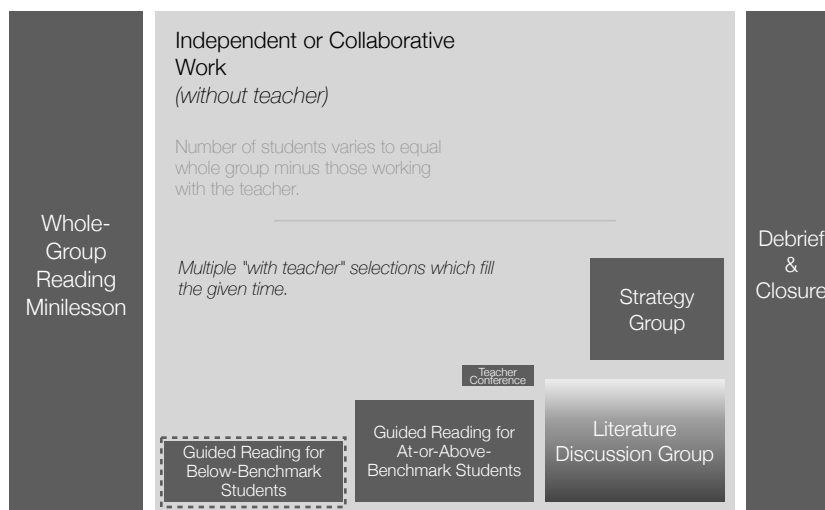 Independent or Collaborative
Work
(without teacher)
Number of students varies to equal
whole group minus those working
with the teacher.
Whole-
Group
Reading
Minilesson
Multiple "with teacher" selections which fill
the given time.
Debrief
&
Closure
Strategy
Group
Teacher
Conference
Guided Reading for
At-or-Above-
Benchmark Students
Literature
Discussion Group
Guided Reading for
Below-Benchmark
Students